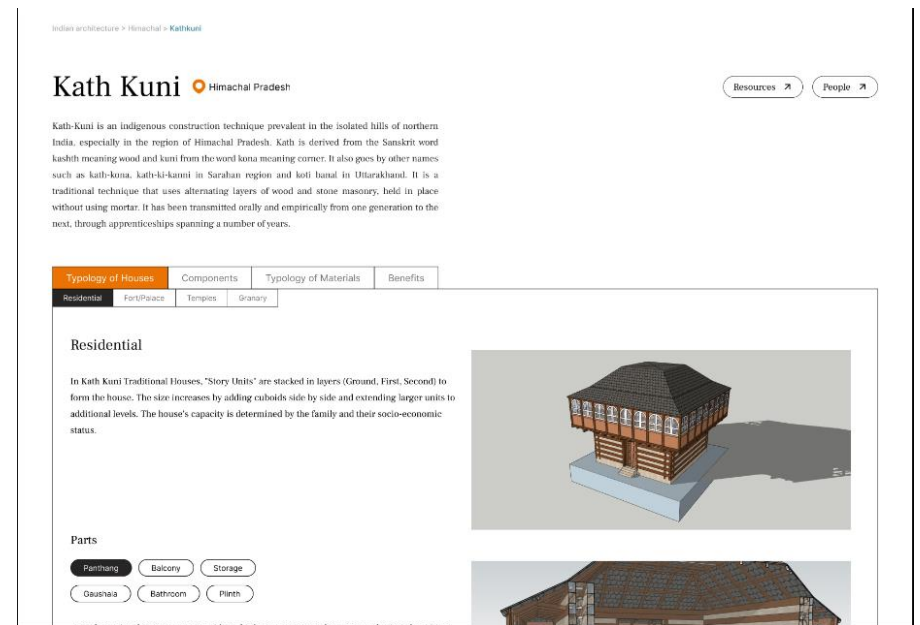 Indian architecture > Himachal > Kathkuni
Kath Kuni
Himachal Pradesh
Resources
People
Kath-Kuni is an indigenous construction technique prevalent in the isolated hills of northern
India, especially in the region of Himachal Pradesh. Kath is derived from the Sanskrit word
kashth meaning wood and kuni from the word kona meaning corner. It also goes by other names
such as kath-kona, kath-ki-kanni in Sarahan region and koti banal in Uttarakhand. It is a
traditional technique that uses alternating layers of wood and stone masonry, held in place
without using mortar. It has been transmitted orally and empirically from one generation to the
next, through apprenticeships spanning a number of years.
Typology of Houses
Components
Typology of Materials
Benefits
Residential
Fort/Palace
Temples
Granary
Residential
In Kath Kuni Traditional Houses, "Story Units" are stacked in layers (Ground, First, Second) to
form the house. The size increases by adding cuboids side by side and extending larger units to
additional levels. The house's capacity is determined by the family and their socio-economic
status.
Parts
Panthang
Balcony
Storage
Gaushala
Bathroom
Plinth